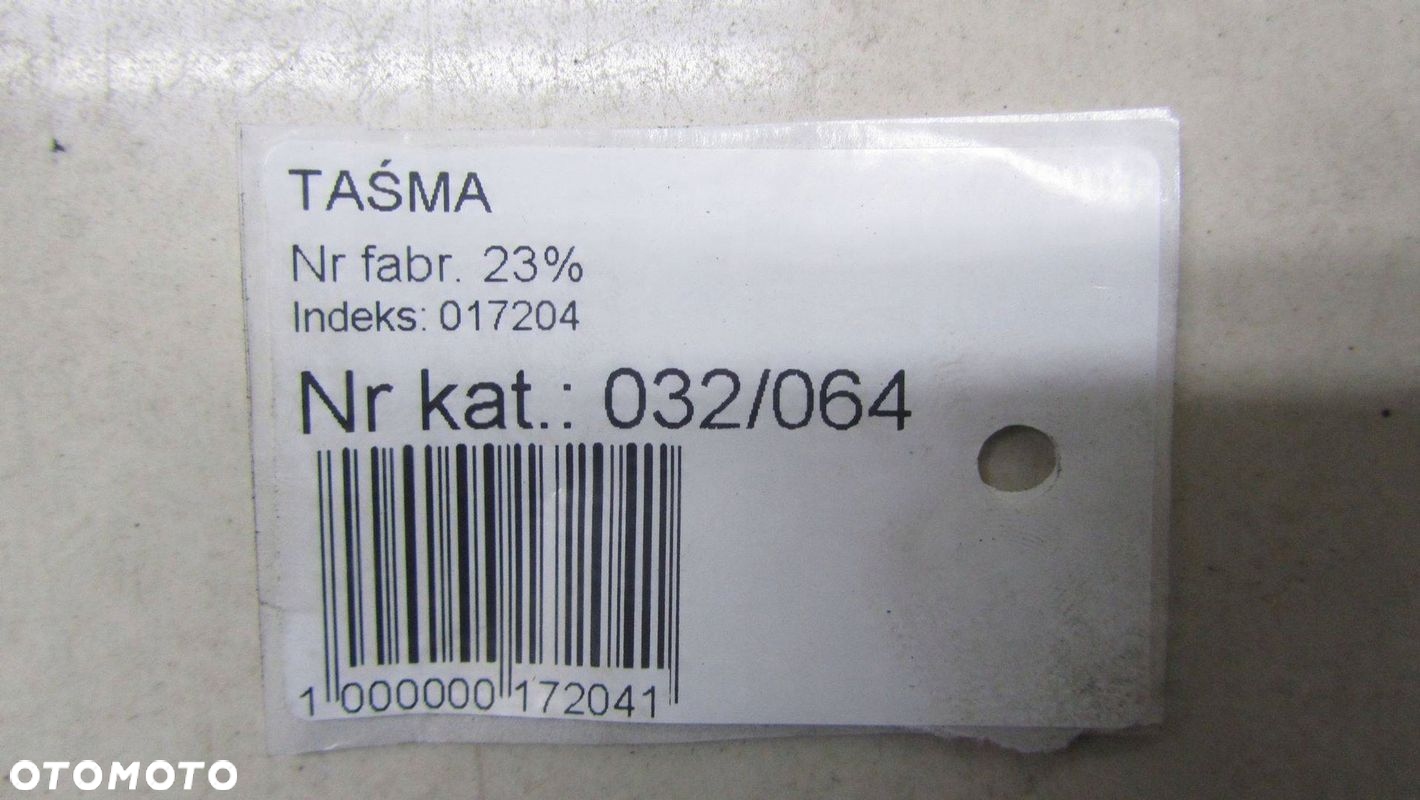 TAŚMA
Nr fabr. 23%
Indeks: 017204
Nr kat.: 032/064
1 000000 172041
OTOMOTO